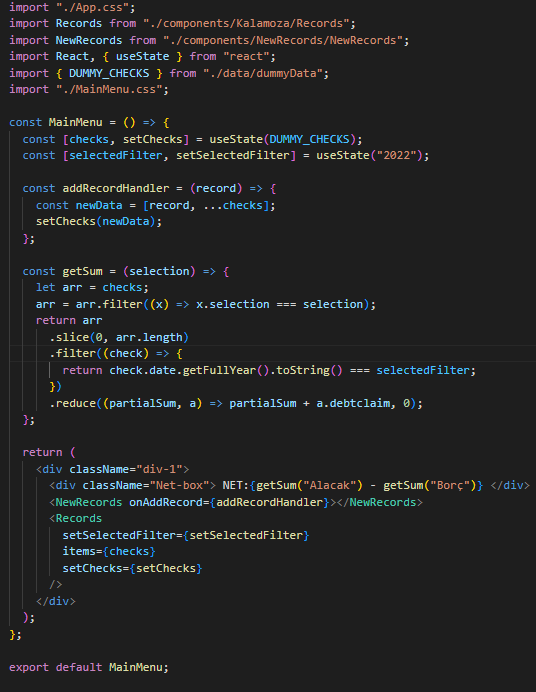 import "./App.css";
import Records from "./components/Kalamoza/Records";
import NewRecords from "./components/NewRecords/NewRecords";
import React, { useState } from "react";
import { DUMMY_CHECKS } from "./data/dummyData";
import "./MainMenu.css";

const MainMenu = () => {
  const [checks, setChecks] = useState(DUMMY_CHECKS);
  const [selectedFilter, setSelectedFilter] = useState("2022");

  const addRecordHandler = (record) => {
    const newData = [record, ...checks];
    setChecks(newData);
  };

  const getSum = (selection) => {
    let arr = checks;
    arr = arr.filter((x) => x.selection === selection);
    return arr
      .slice(0, arr.length)
      .filter((check) => {
        return check.date.getFullYear().toString() === selectedFilter;
      })
      .reduce((partialSum, a) => partialSum + a.debtclaim, 0);
  };

  return (
    <div className="div-1">
      <div className="Net-box"> NET:{getSum("Alacak") - getSum("Borç")} </div>
      <NewRecords onAddRecord={addRecordHandler}></NewRecords>
      <Records
        setSelectedFilter={setSelectedFilter}
        items={checks}
        setChecks={setChecks}
      />
    </div>
  );
};

export default MainMenu;